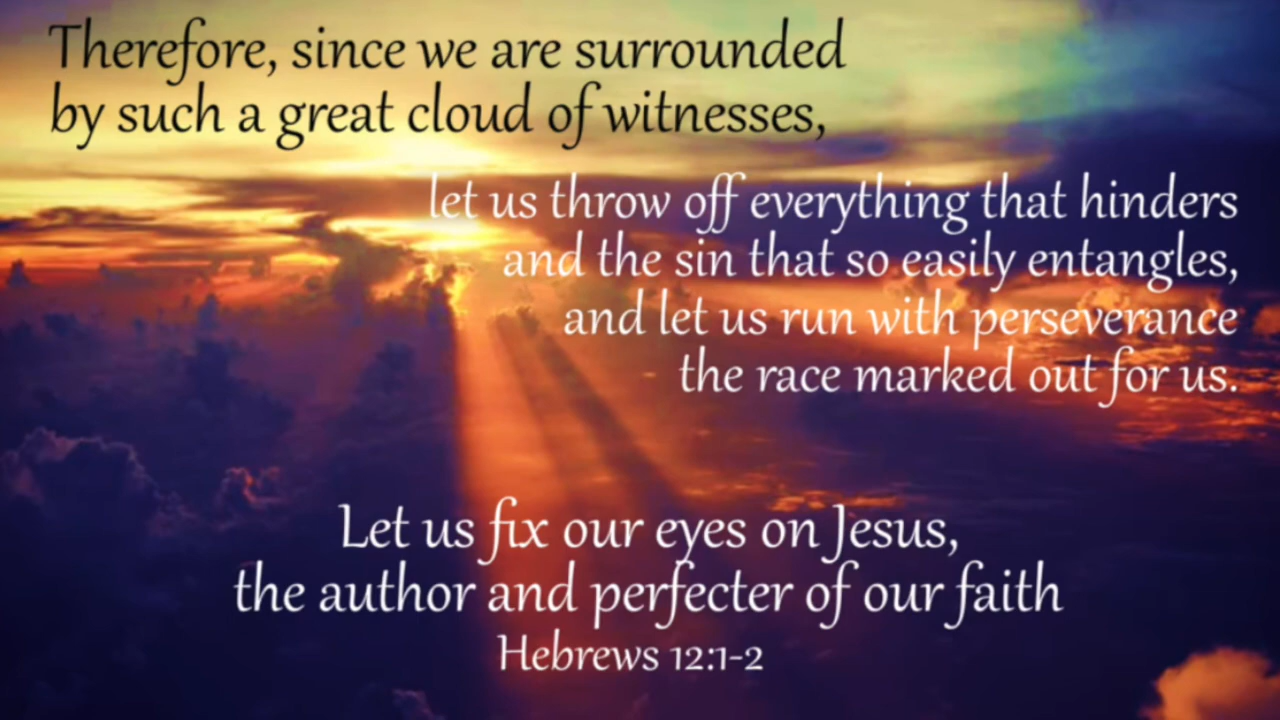 Therefore, since we are surrounded
by such a great cloud of witnesses,
let us throw off everything that hinders
and the sin that so easily entangles,
and let us run with perseverance
the race marked out for us.
Let us fix our eyes on Jesus,
the author and perfecter of our faith
Hebrews 12:1-2